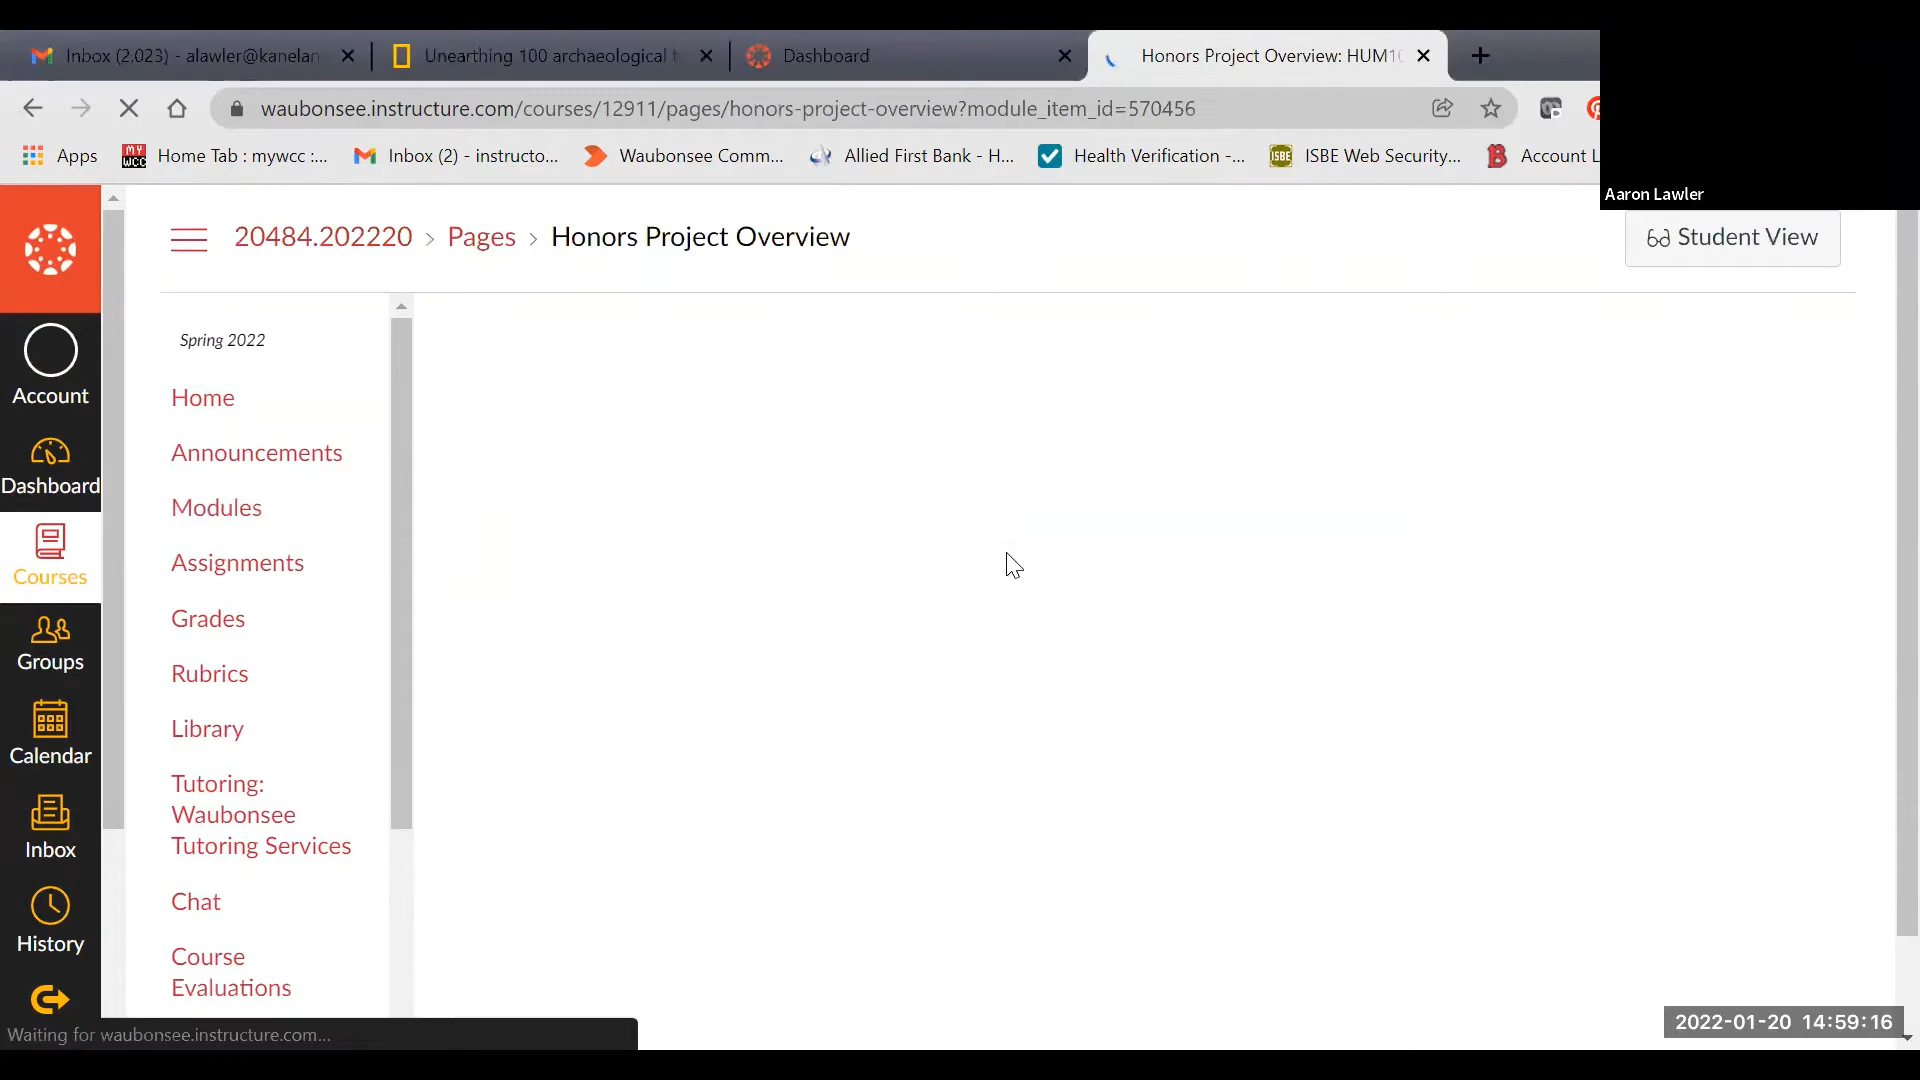 Inbox (2,023) - alawler@kanelan
Unearthing 100 archaeological t
Dashboard
Honors Project Overview: HUM10
waubonsee.instructure.com/courses/12911/pages/honors-project-overview?module_item_id=570456
Apps
MY WCC
Home Tab : mywcc :...
Inbox (2) - instructo...
Waubonsee Comm...
Allied First Bank - H...
Health Verification -...
ISBE
ISBE Web Security...
Account L
Aaron Lawler
20484.202220 > Pages > Honors Project Overview
Student View
Spring 2022
Home
Announcements
Modules
Assignments
Grades
Rubrics
Library
Tutoring:
Waubonsee
Tutoring Services
Chat
Course
Evaluations
Account
Dashboard
Courses
Groups
Calendar
Inbox
History
Waiting for waubonsee.instructure.com...
2022-01-20 14:59:16